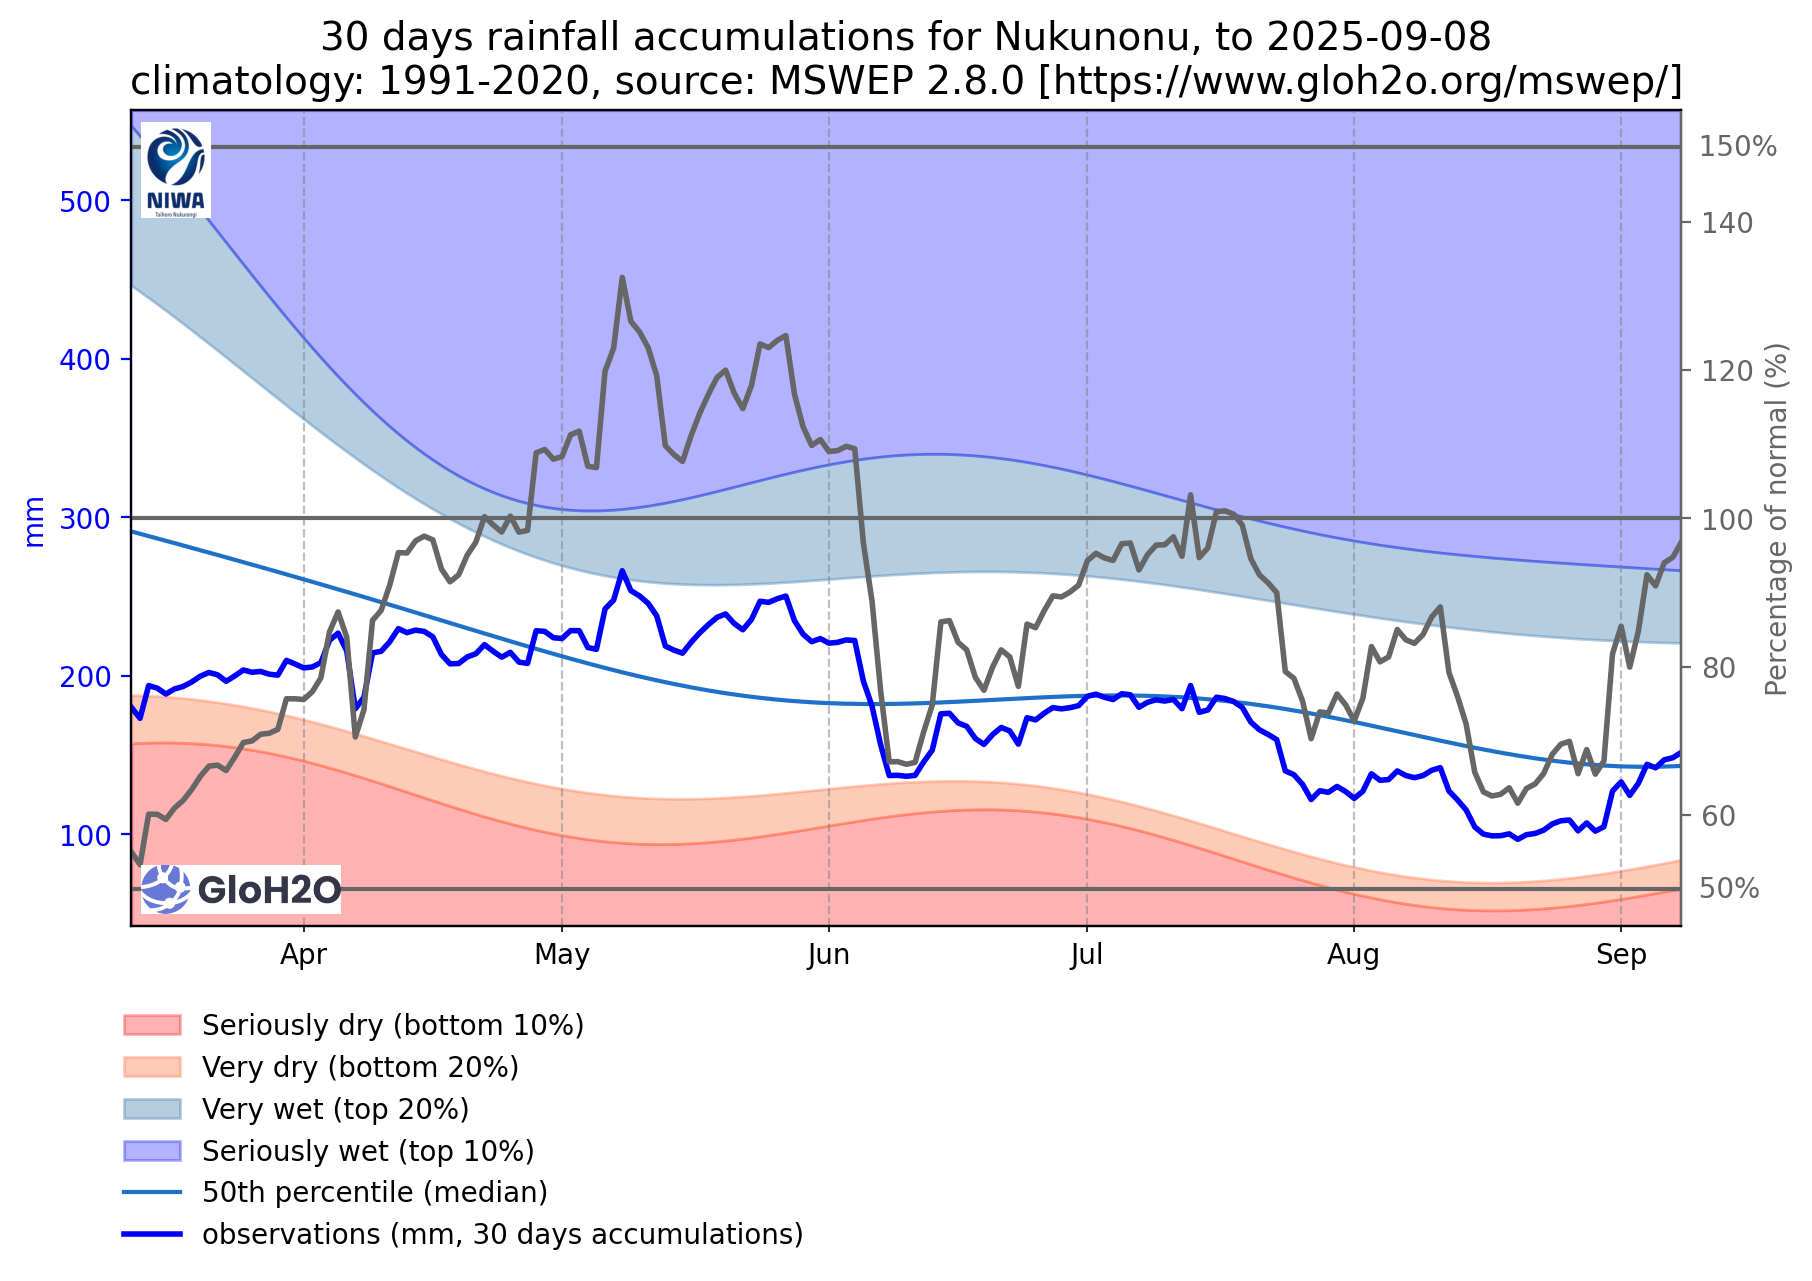 30 days rainfall accumulations for Nukunonu, to 2025-09-08
climatology: 1991-2020, source: MSWEP 2.8.0 [https://www.gloh2o.org/mswep/]
NIWA
Taihoro Nukurangi
500
400
300
200
100
mm
150%
140
120
100
80
60
50%
Percentage of normal (%)
GloH2O
Apr
May
Jun
Jul
Aug
Sep
Seriously dry (bottom 10%)
Very dry (bottom 20%)
Very wet (top 20%)
Seriously wet (top 10%)
50th percentile (median)
observations (mm, 30 days accumulations)